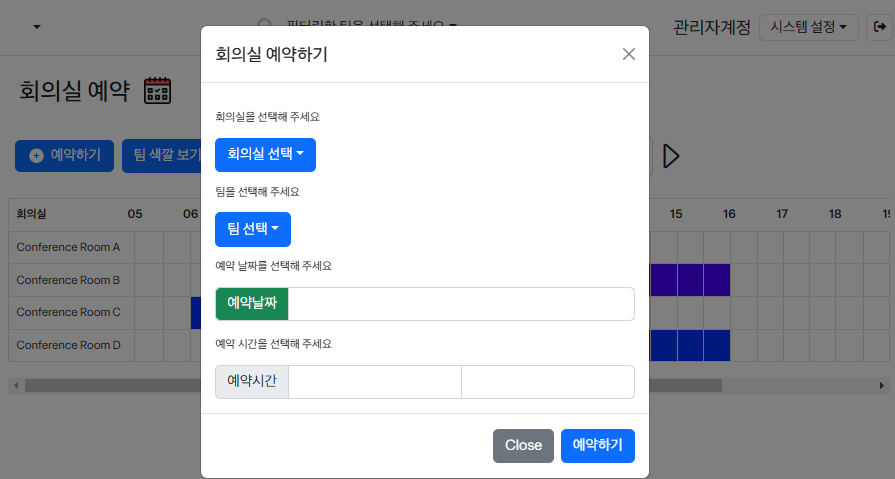 필터링할 팀을 선택해 주세요
관리자계정
시스템 설정
회의실 예약하기
회의실 예약
회의실을 선택해 주세요
회의실 선택
예약하기
팀 색깔 보기
팀을 선택해 주세요
팀 선택
회의실 05 06 15 16 17 18 19
Conference Room A
Conference Room B
Conference Room C
Conference Room D
예약 날짜를 선택해 주세요
예약날짜
예약 시간을 선택해 주세요
예약시간
Close
예약하기